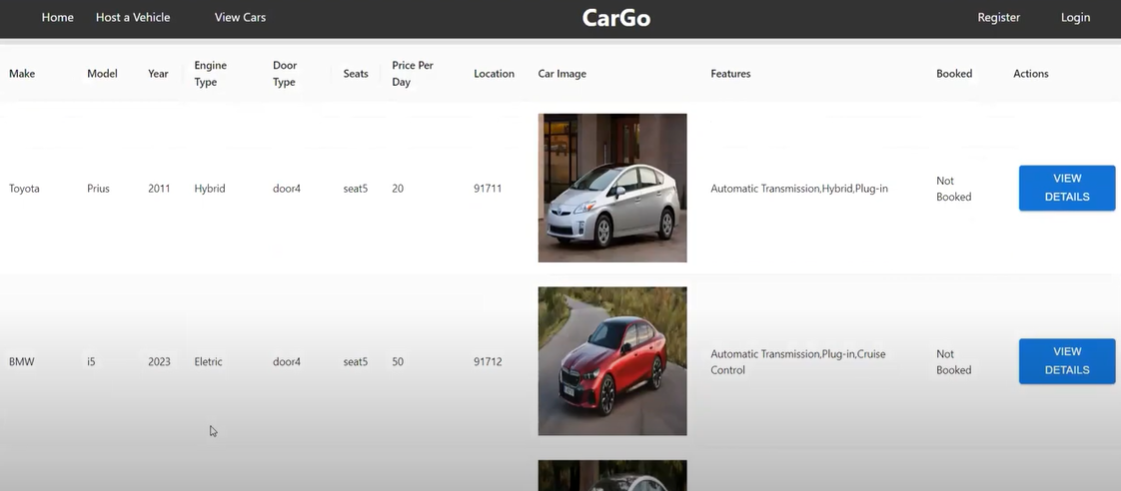 Home Host a Vehicle View Cars CarGo Register Login
Make Model Year Engine Type Door Type Seats Price Per Day Location Car Image Features Booked Actions
Toyota Prius 2011 Hybrid door4 seat5 20 91711 Automatic Transmission,Hybrid,Plug-in Not Booked VIEW DETAILS
BMW i5 2023 Eletric door4 seat5 50 91712 Automatic Transmission,Plug-in,Cruise Control Not Booked VIEW DETAILS